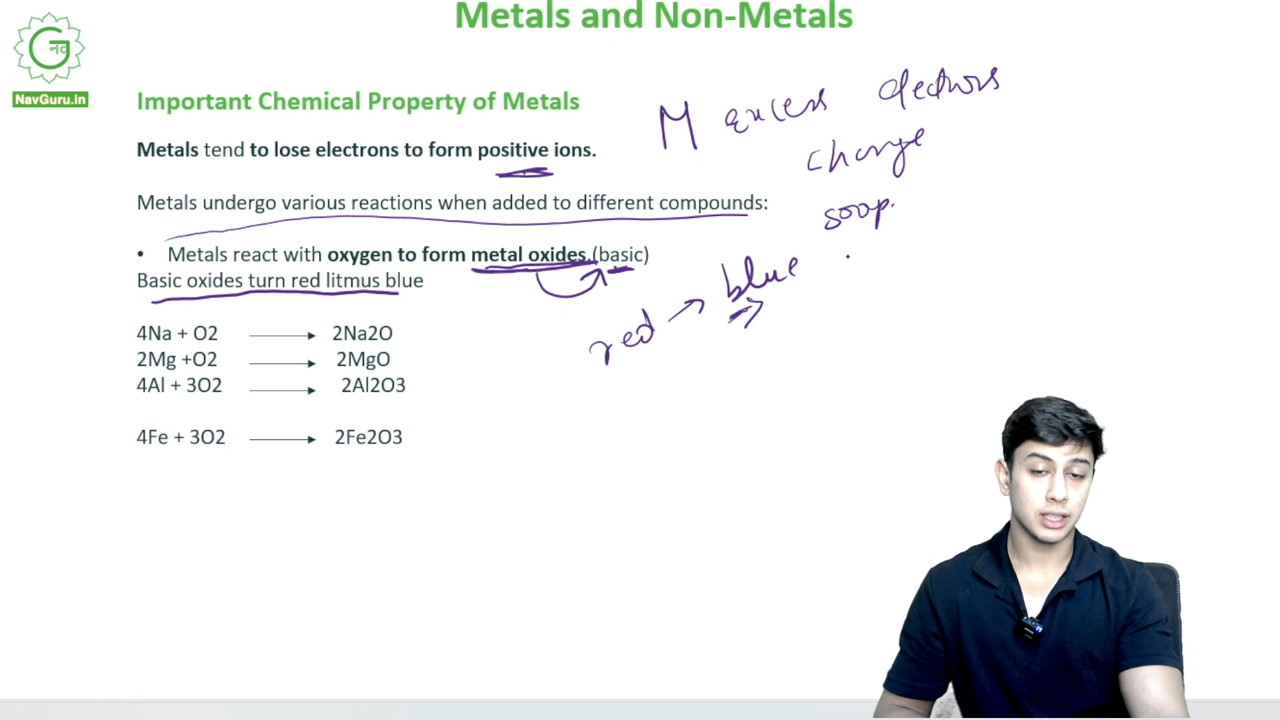 Metals and Non-Metals
नव
NavGuru.in
Important Chemical Property of Metals
M excess electrons
Metals tend to lose electrons to form positive ions.
change
Metals undergo various reactions when added to different compounds:
soap.
• Metals react with oxygen to form metal oxides.(basic)
Basic oxides turn red litmus blue
red → blue
4Na + O2 → 2Na2O
2Mg +O2 → 2MgO
4Al + 3O2 → 2Al2O3
4Fe + 3O2 → 2Fe2O3